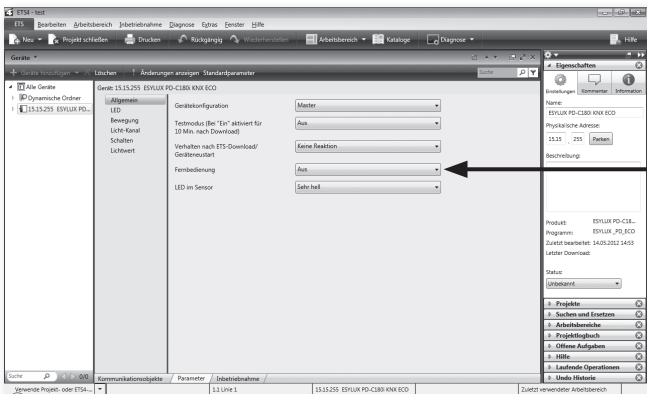 ETS4 - test
ETS Bearbeiten Arbeitsbereich Inbetriebnahme Diagnose Extras Fenster Hilfe
Neu Projekt schließen Drucken Rückgängig Wiederherstellen Arbeitsbereich Kataloge Diagnose Hilfe
Geräte
Geräte hinzufügen Löschen ! Änderungen anzeigen Standardparameter Suche
Alle Geräte
Dynamische Ordner
15.15.255 ESYLUX PD...
Gerät: 15.15.255 ESYLUX PD-C180i KNX ECO
Allgemein
LED
Bewegung
Licht-Kanal
Schalten
Lichtwert
Gerätekonfiguration Master
Testmodus (Bei "Ein" aktiviert für 10 Min. nach Download) Aus
Verhalten nach ETS-Download/ Geräteneustart Keine Reaktion
Fernbedienung Aus
LED im Sensor Sehr hell
Eigenschaften
Einstellungen Kommentar Information
Name:
ESYLUX PD-C180i KNX ECO
Physikalische Adresse:
15.15 . 255 Parken
Beschreibung:
Produkt: ESYLUX PD-C18...
Programm: ESYLUX _PD_ECO
Zuletzt bearbeitet: 14.05.2012 14:53
Letzter Download:
Status:
Unbekannt
Projekte
Suchen und Ersetzen
Arbeitsbereiche
Projektlogbuch
Offene Aufgaben
Hilfe
Laufende Operationen
Undo Historie
Suche 0/0
Kommunikationsobjekte Parameter Inbetriebnahme
Verwende Projekt- oder ETS4-... 1.1 Linie 1 15.15.255 ESYLUX PD-C180i KNX ECO Zuletzt verwendeter Arbeitsbereich